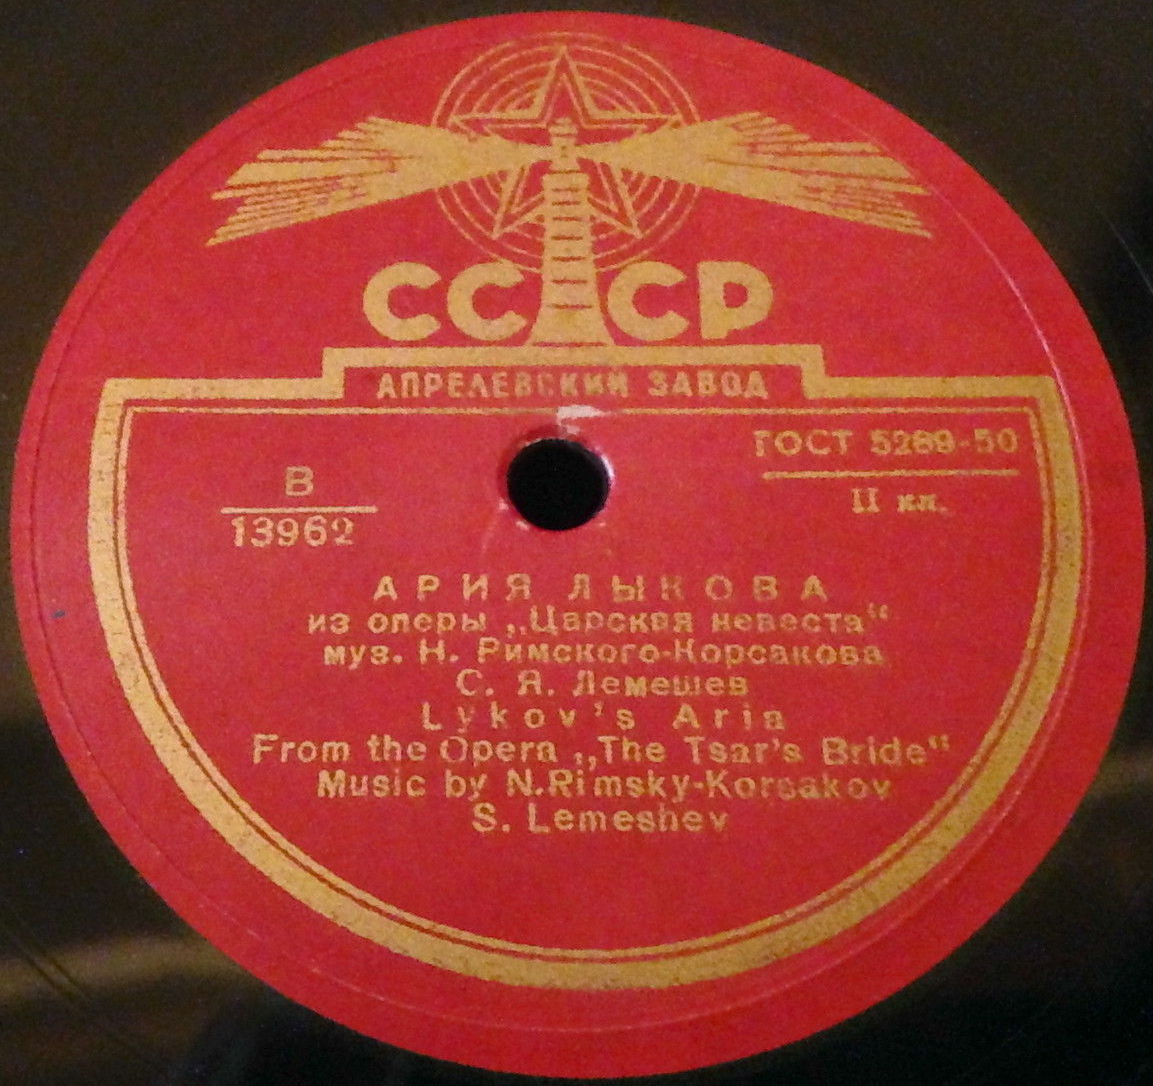 СССР
АПРЕЛЕВСКИЙ ЗАВОД
ГОСТ 5289-50
II кл.
В
13962
АРИЯ ЛЫКОВА
из оперы „Царская невеста“
муз. Н. Римского-Корсакова
С. Я. Лемешев
Lykov's Aria
From the Opera „The Tsar's Bride“
Music by N.Rimsky-Korsakov
S. Lemeshev